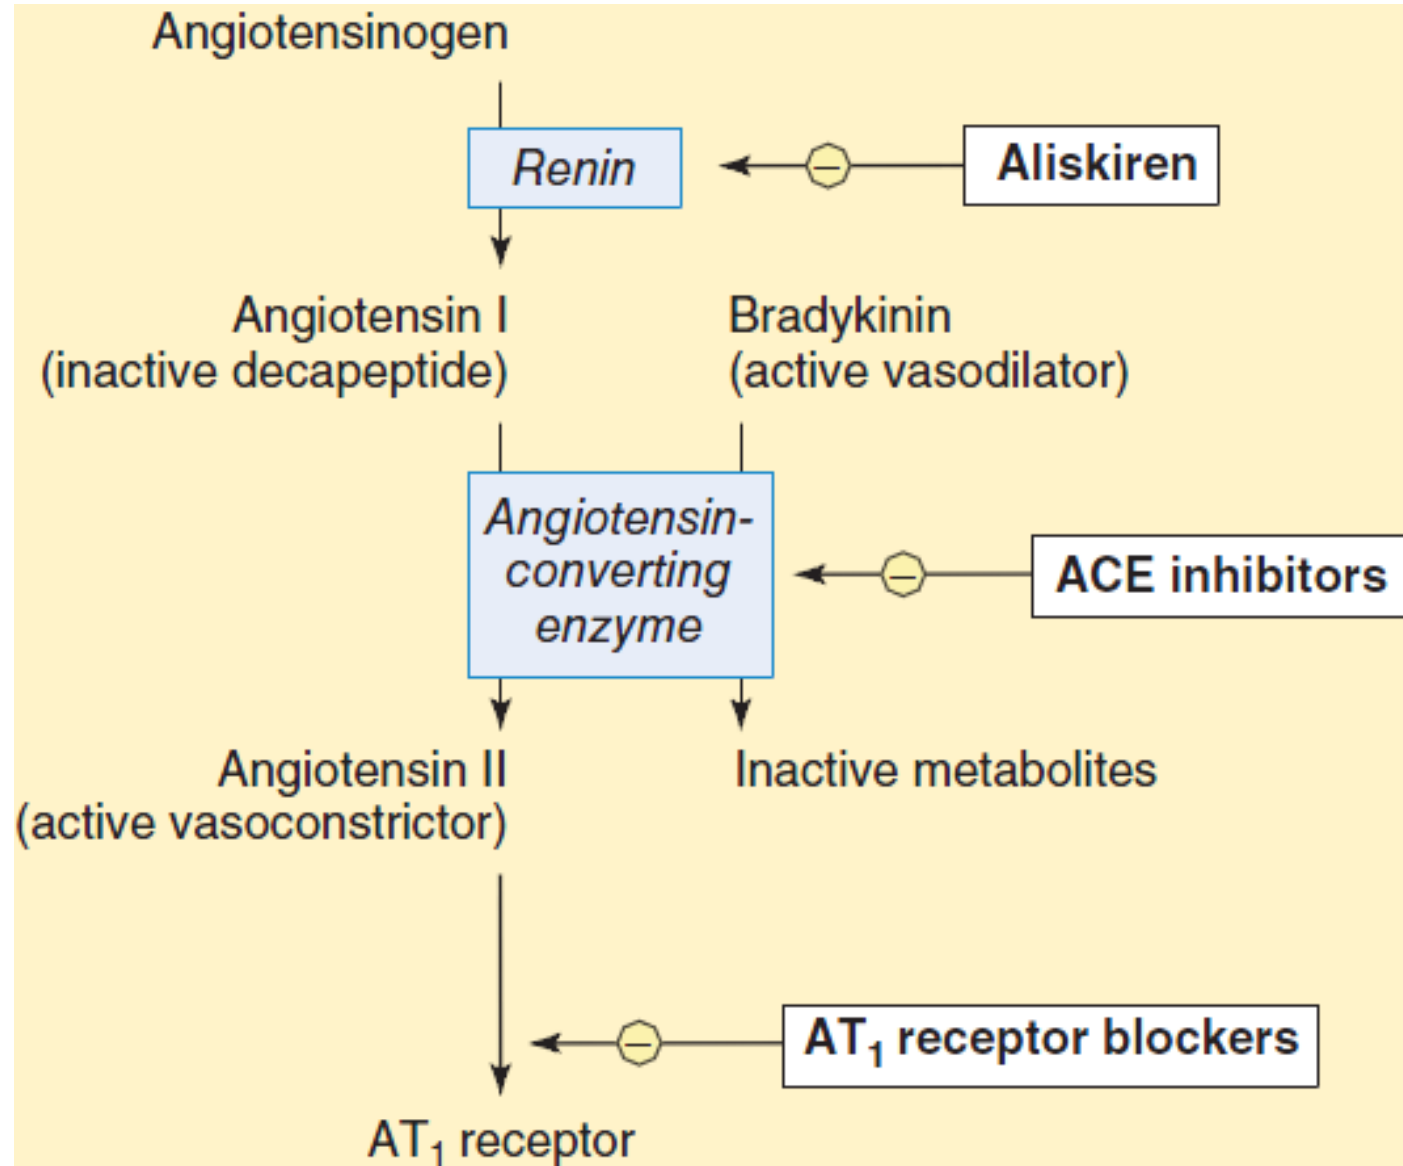 Angiotensinogen
Renin
Aliskiren
Angiotensin I
(inactive decapeptide)
Bradykinin
(active vasodilator)
Angiotensin-
converting
enzyme
ACE inhibitors
Angiotensin II
(active vasoconstrictor)
Inactive metabolites
AT₁ receptor blockers
AT₁ receptor